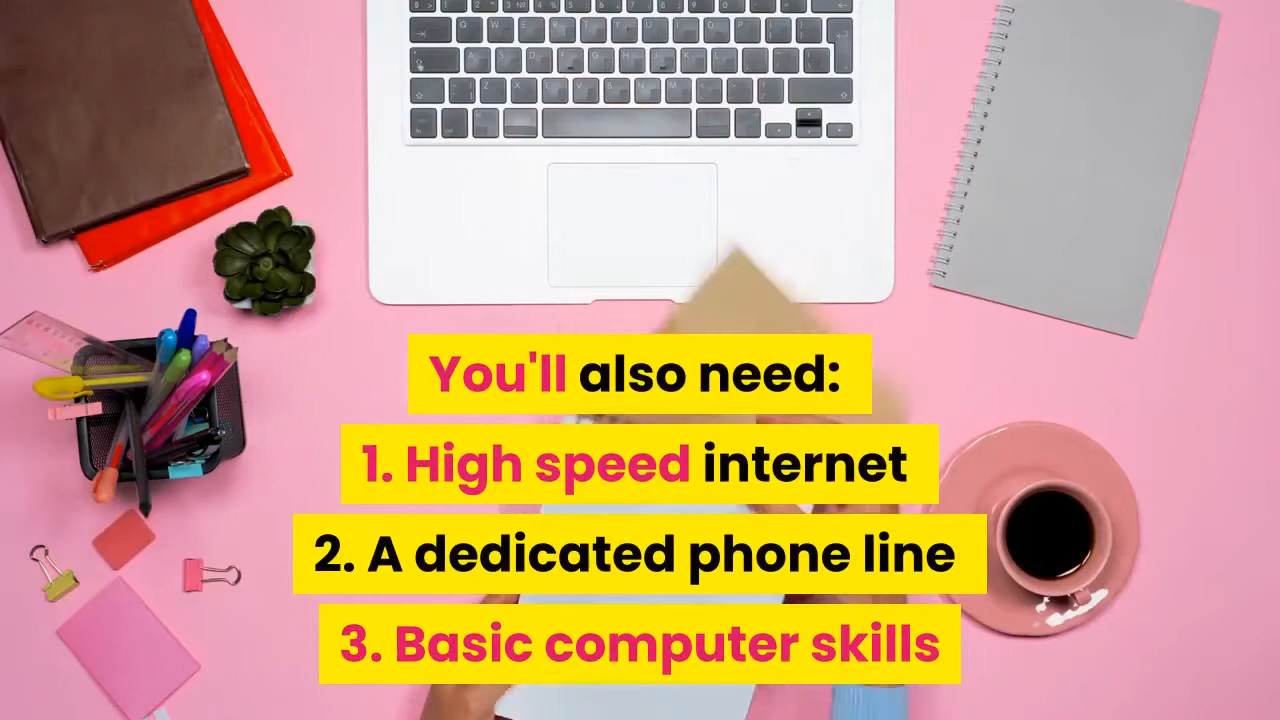 You'll also need:
1. High speed internet
2. A dedicated phone line
3. Basic computer skills